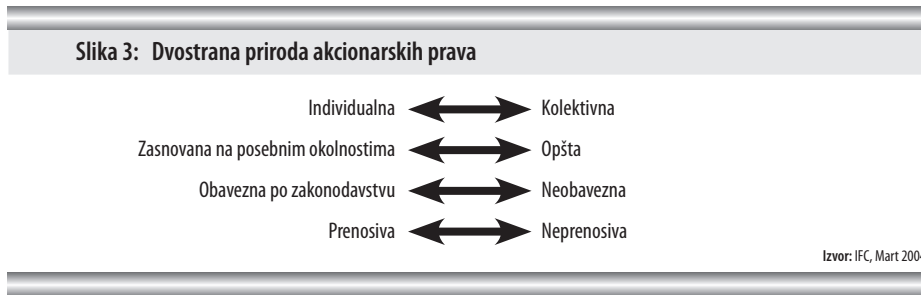 Slika 3: Dvostrana priroda akcionarskih prava
Individualna Kolektivna
Zasnovana na posebnim okolnostima Opšta
Obavezna po zakonodavstvu Neobavezna
Prenosiva Neprenosiva
Izvor: IFC, Mart